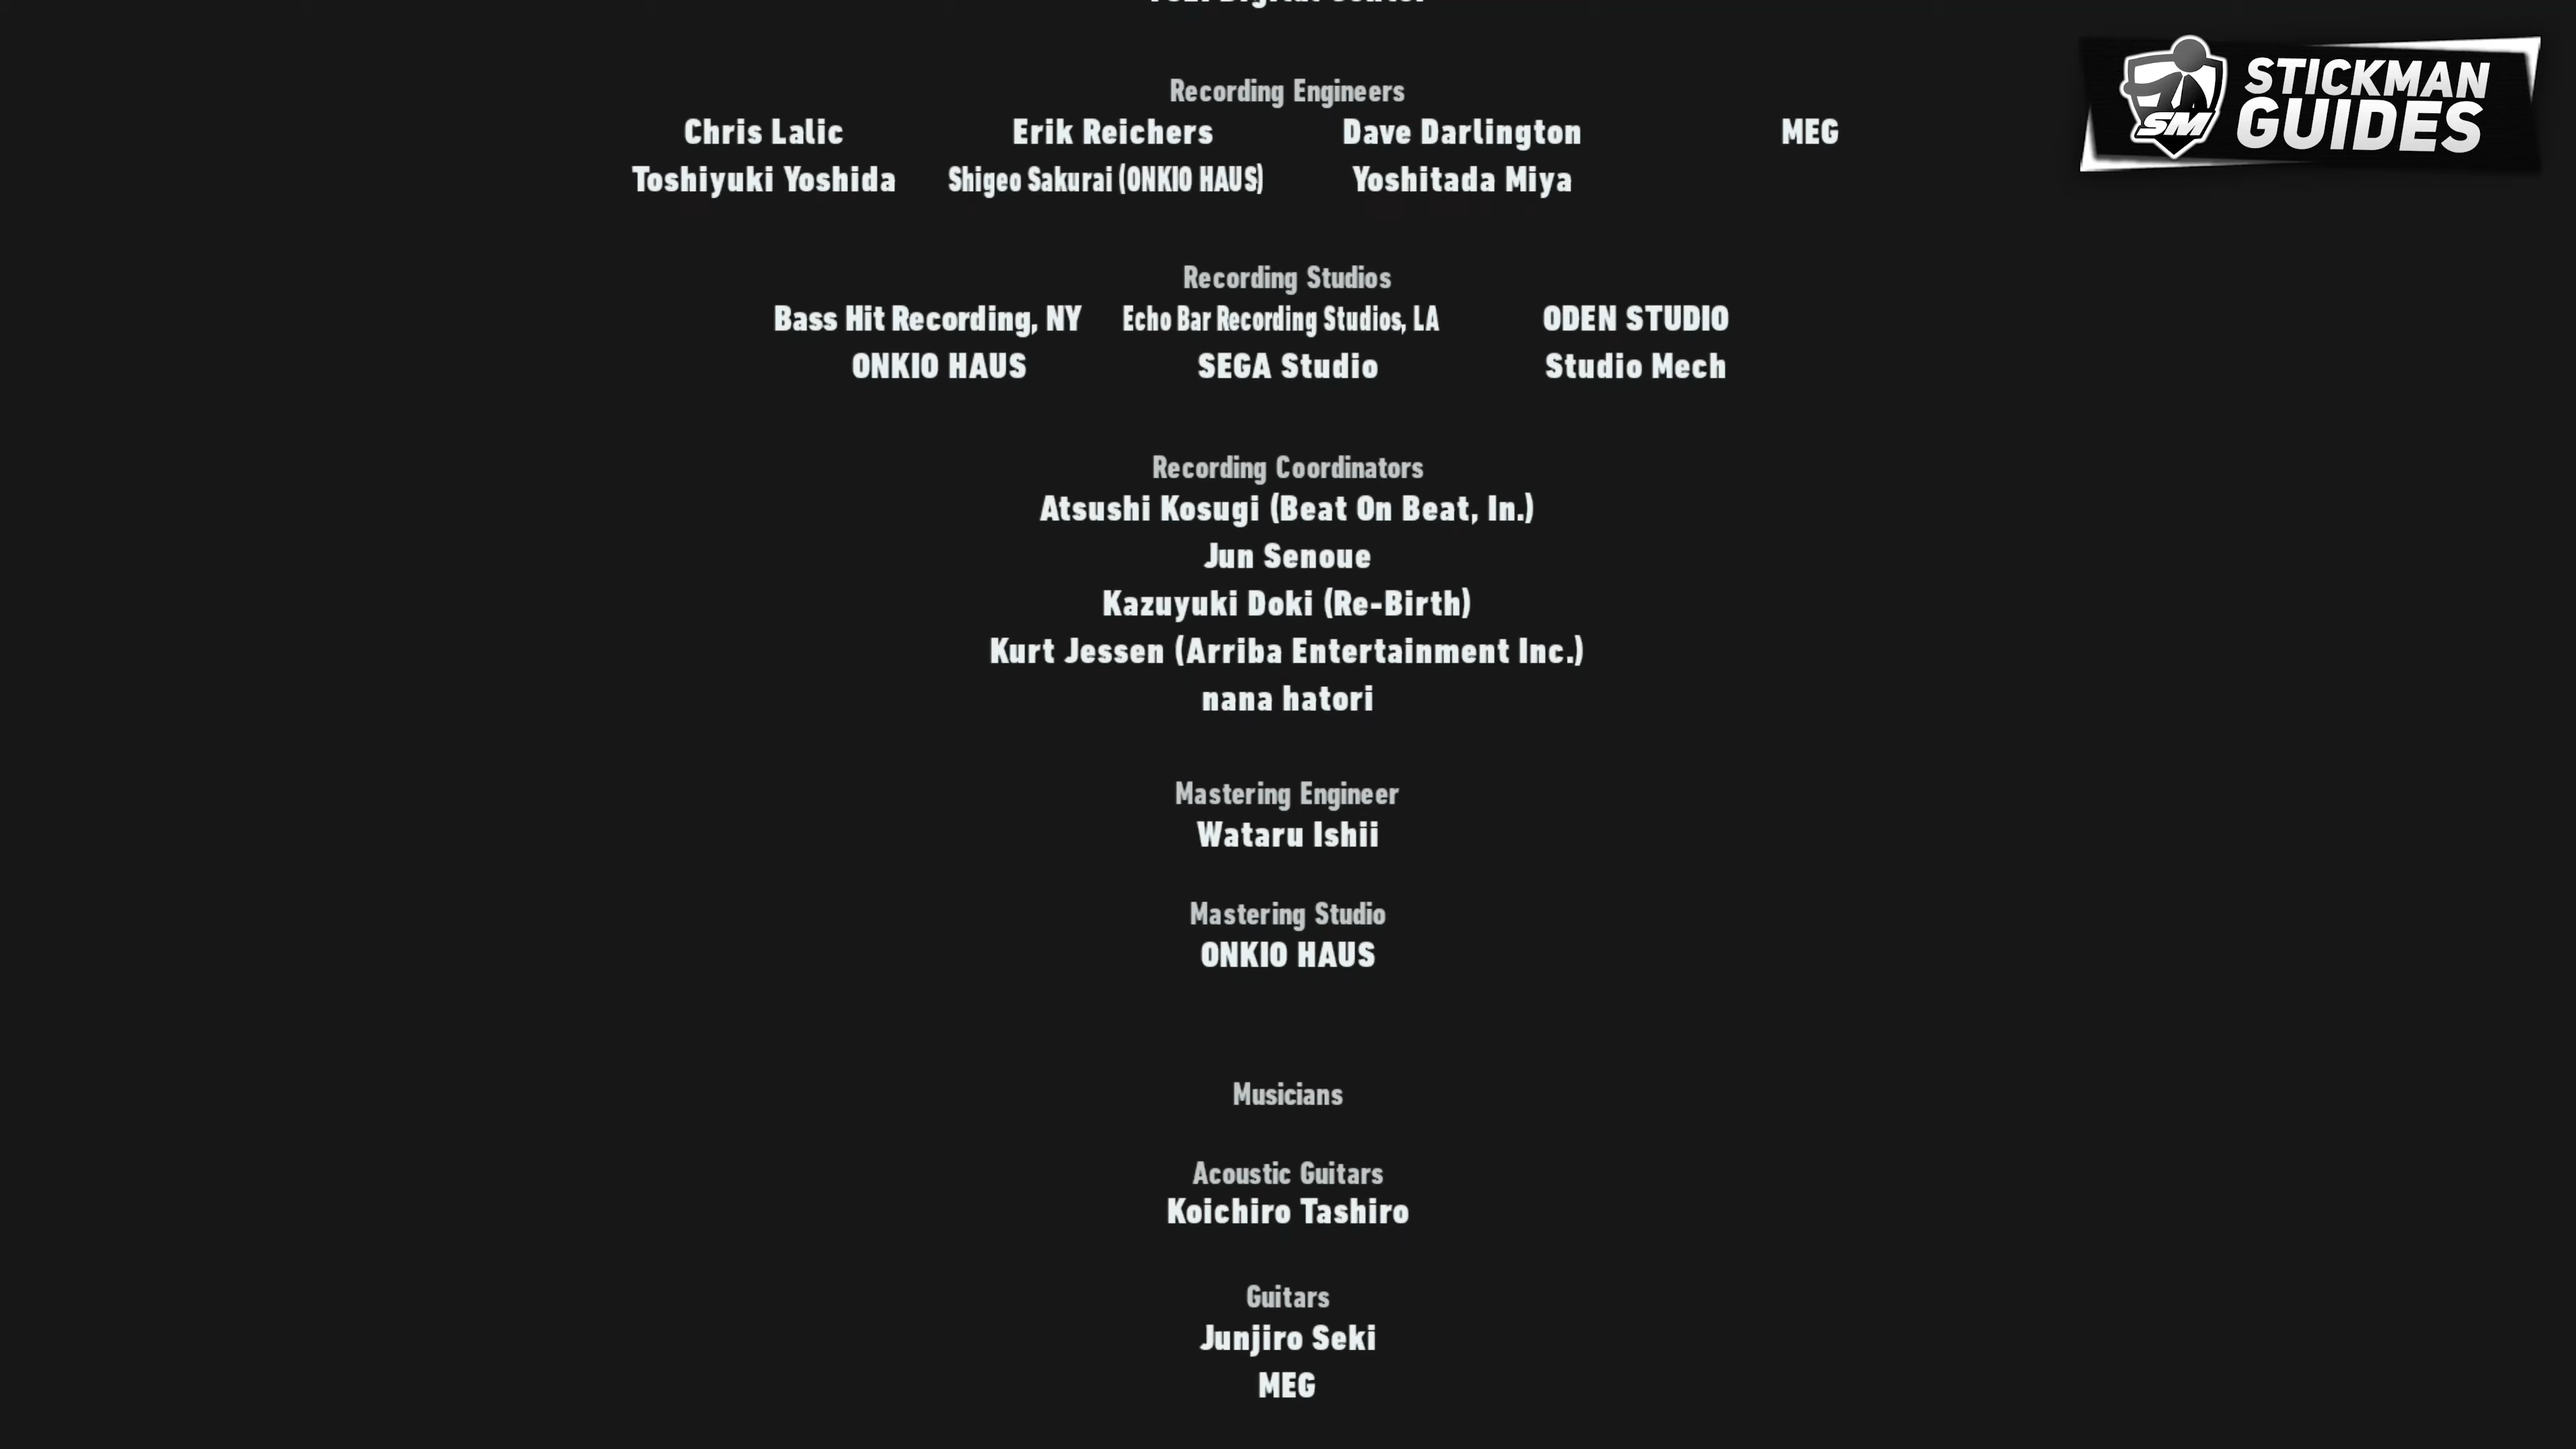 Recording Engineers
Chris Lalic Erik Reichers Dave Darlington MEG
Toshiyuki Yoshida Shigeo Sakurai (ONKIO HAUS) Yoshitada Miya
Recording Studios
Bass Hit Recording, NY Echo Bar Recording Studios, LA ODEN STUDIO
ONKIO HAUS SEGA Studio Studio Mech
Recording Coordinators
Atsushi Kosugi (Beat On Beat, In.)
Jun Senoue
Kazuyuki Doki (Re-Birth)
Kurt Jessen (Arriba Entertainment Inc.)
nana hatori
Mastering Engineer
Wataru Ishii
Mastering Studio
ONKIO HAUS
Musicians
Acoustic Guitars
Koichiro Tashiro
Guitars
Junjiro Seki
MEG
SM
STICKMAN
GUIDES